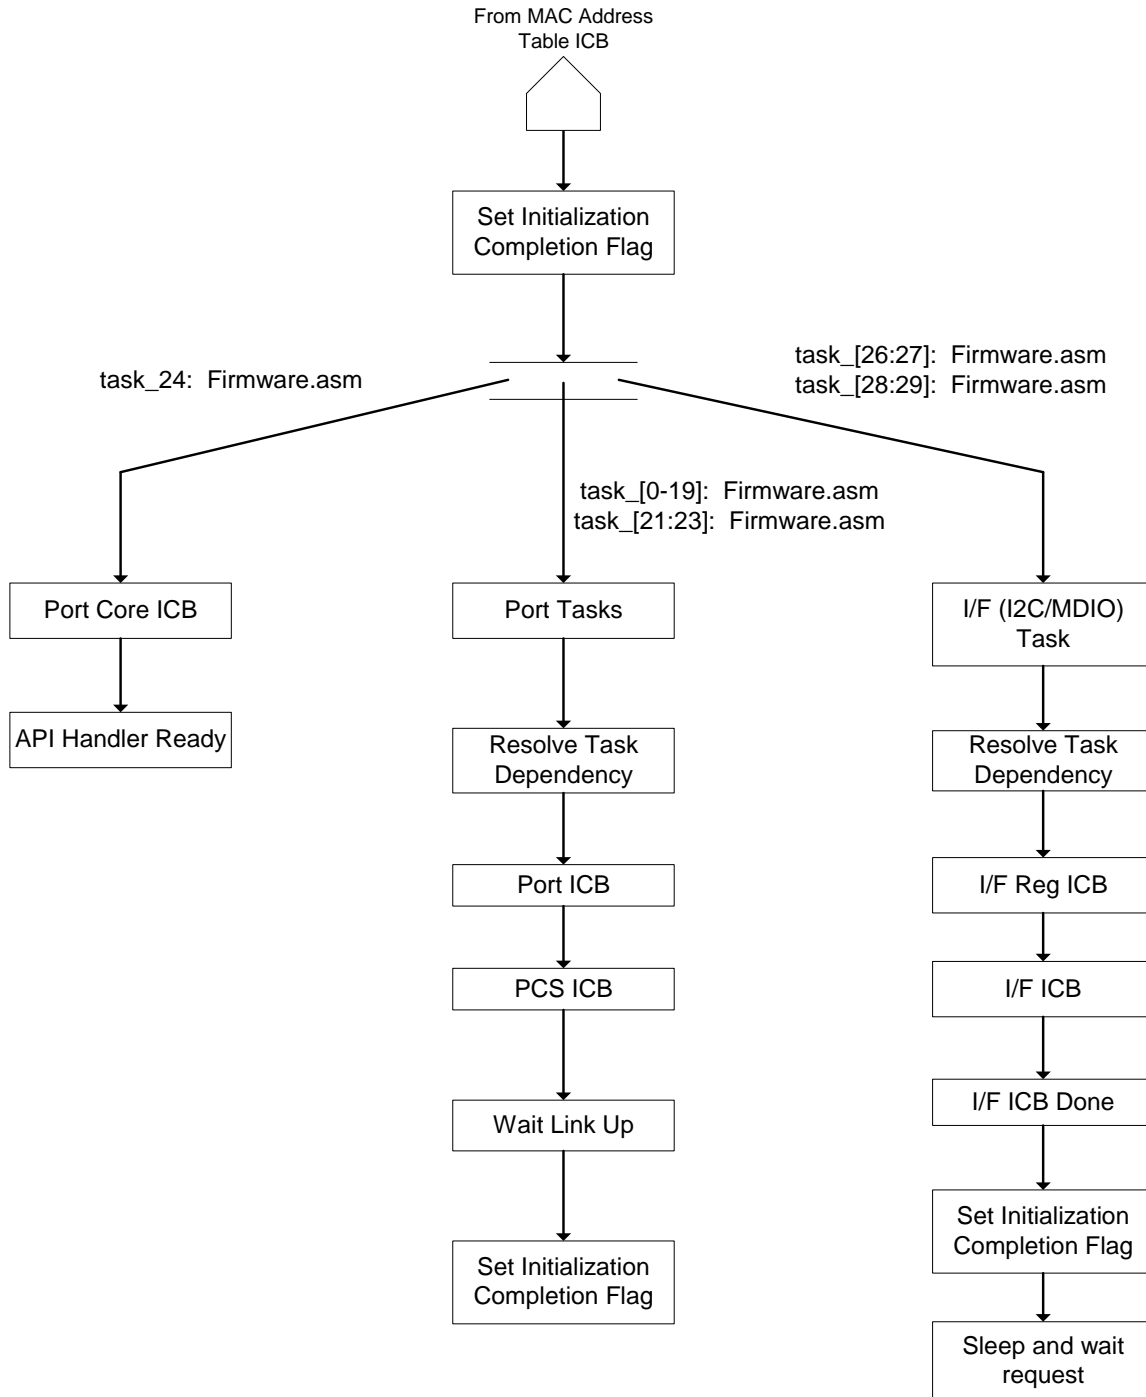 From MAC Address
Table ICB
Set Initialization
Completion Flag
task_24:  Firmware.asm
task_[26:27]:  Firmware.asm
task_[28:29]:  Firmware.asm
task_[0-19]:  Firmware.asm
task_[21:23]:  Firmware.asm
Port Core ICB
API Handler Ready
Port Tasks
Resolve Task
Dependency
Port ICB
PCS ICB
Wait Link Up
Set Initialization
Completion Flag
I/F (I2C/MDIO)
Task
Resolve Task
Dependency
I/F Reg ICB
I/F ICB
I/F ICB Done
Set Initialization
Completion Flag
Sleep and wait
request